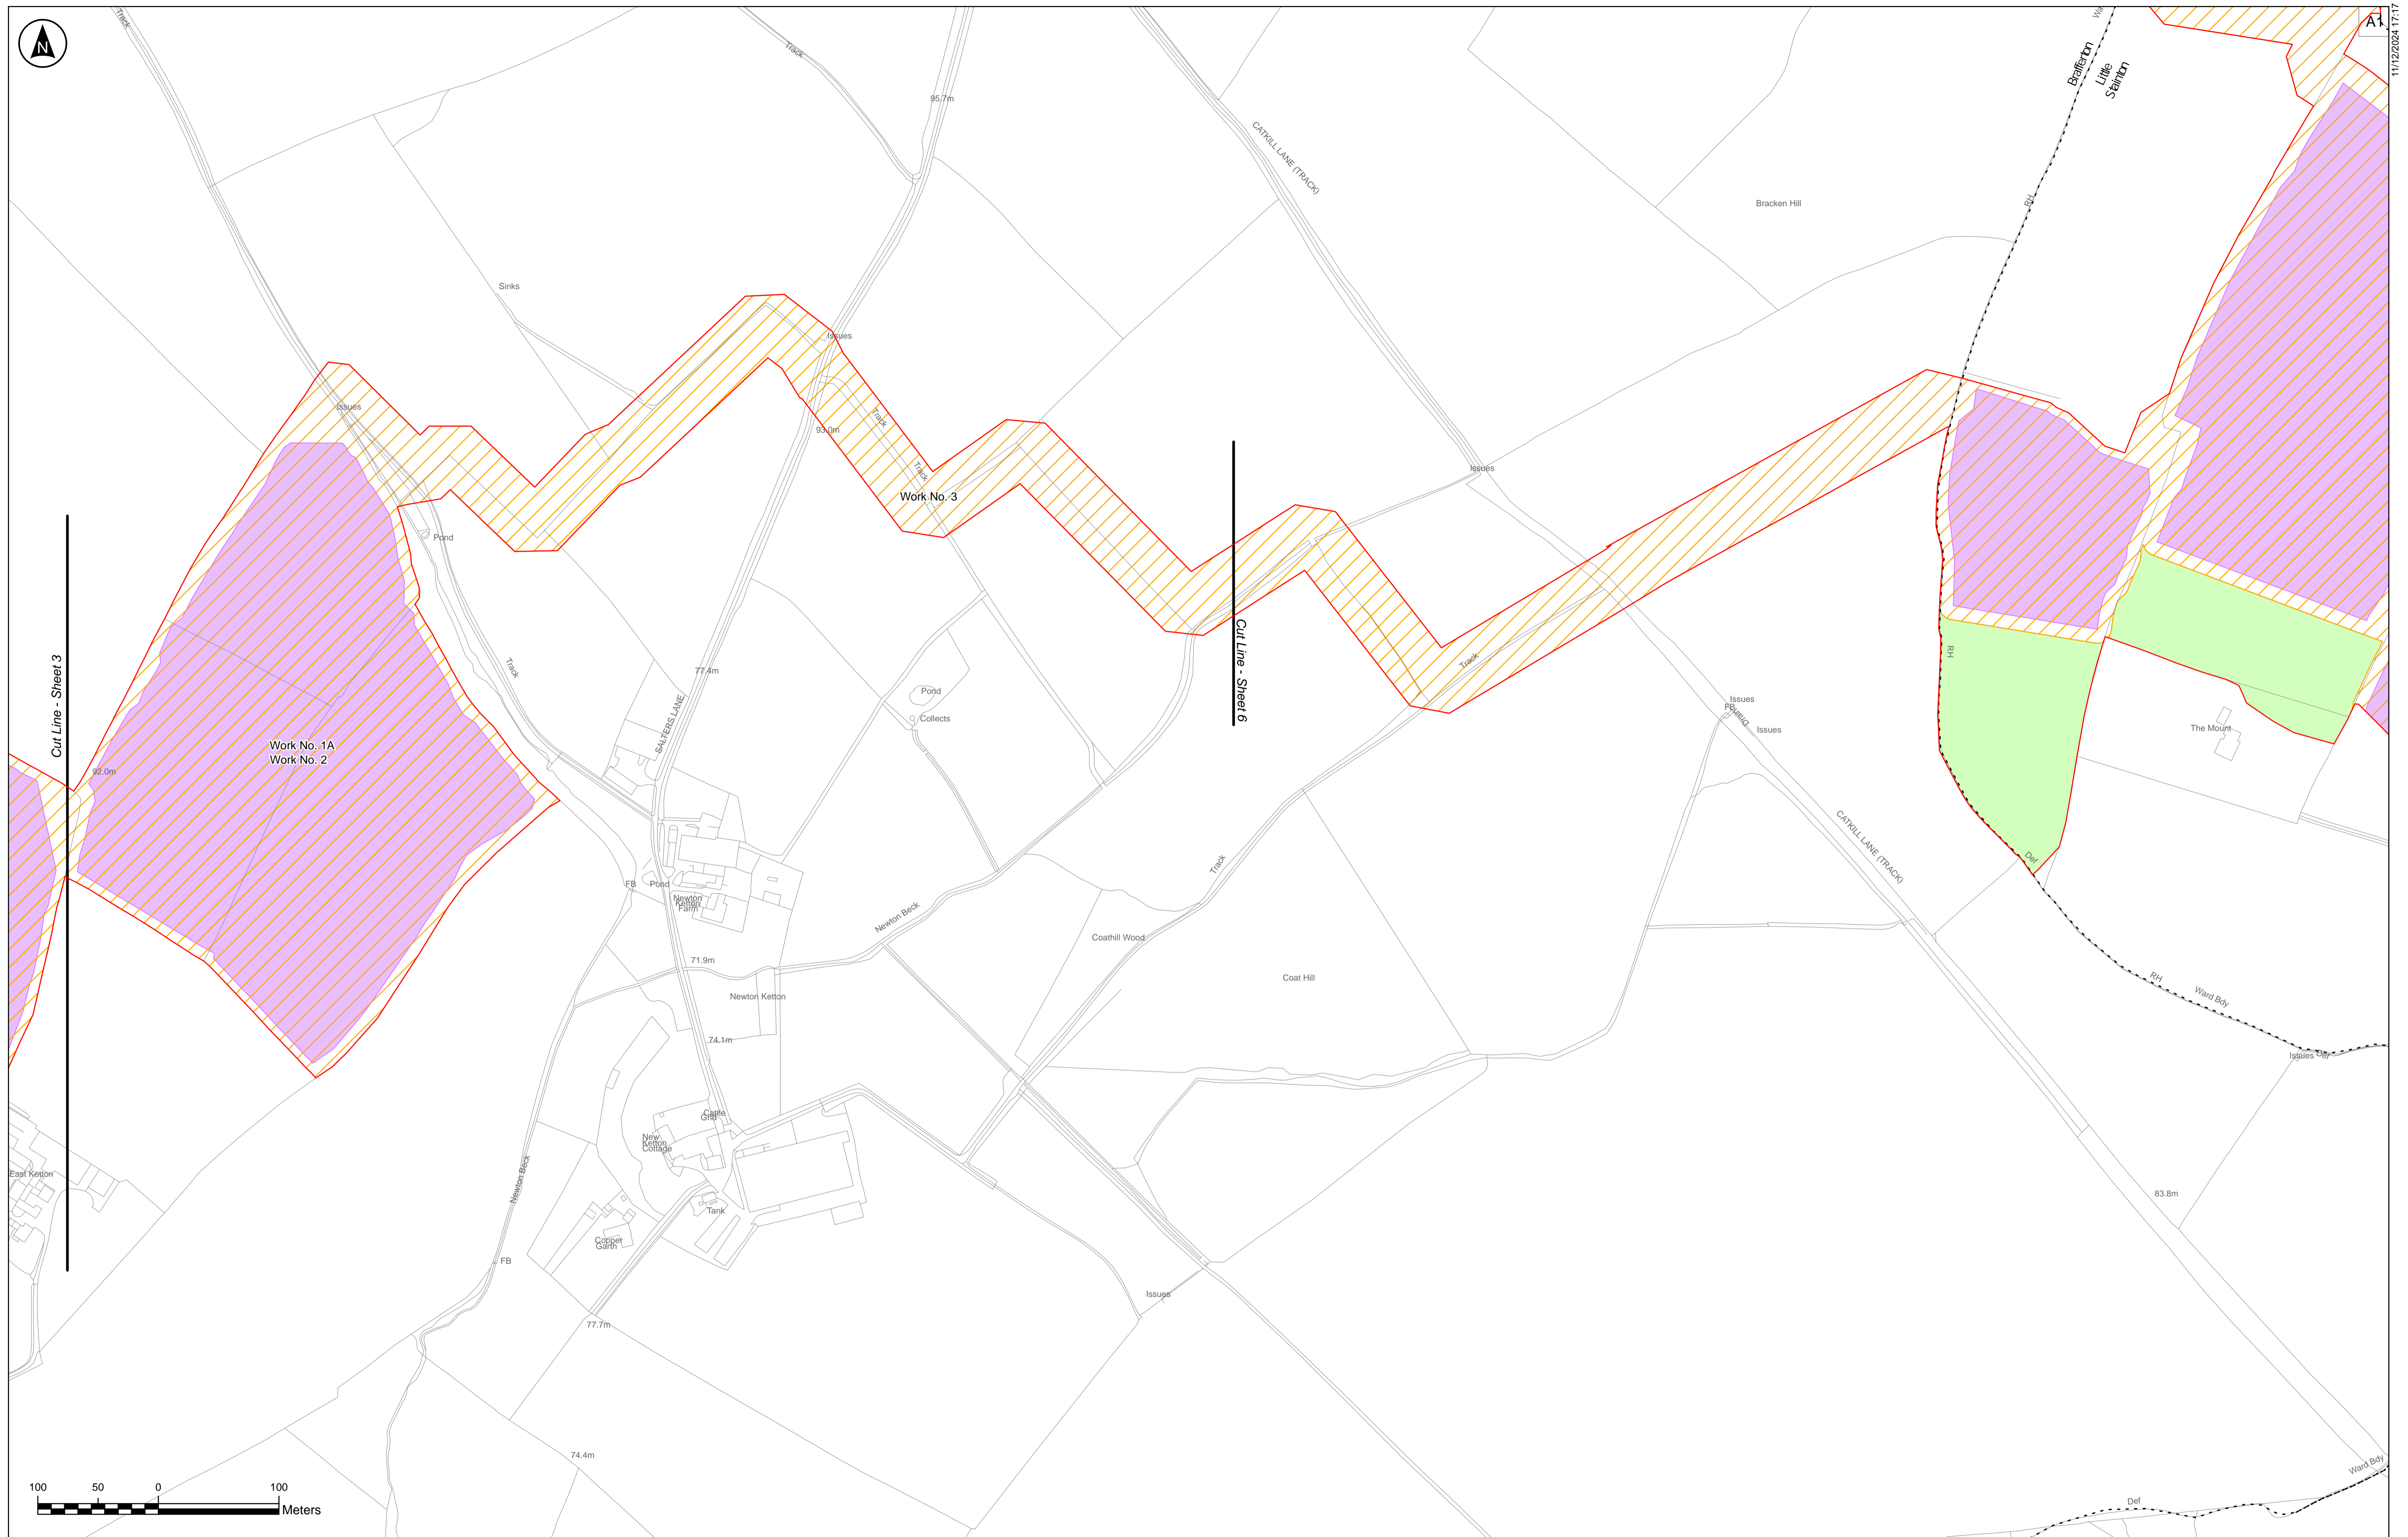 N
Track
Track
95.7m
CATKILL LANE (TRACK)
Bracken Hill
RH
Brafferton
Little
Stainton
A1
11/12/2024 17:17
Sinks
Issues
Issues
93.0m
Track
Track
Work No. 3
Issues
Pond
Cut Line - Sheet 3
Track
77.4m
SALTERS LANE
Pond
Collects
Cut Line - Sheet 6
Track
RH
Issues
FB
Drain
Issues
The Mount
Work No. 1A
Work No. 2
92.0m
CATKILL LANE (TRACK)
Def
Track
FB
Pond
Newton
Ketton
Farm
Newton Beck
Coathill Wood
Coat Hill
71.9m
Newton Ketton
RH
Ward Bdy
74.1m
Issues
Def
Cattle
Grid
New
Ketton
Cottage
East Ketton
Newton Beck
Tank
83.8m
Copper
Garth
FB
Issues
77.7m
74.4m
Ward Bdy
Def
100 50 0 100
Meters